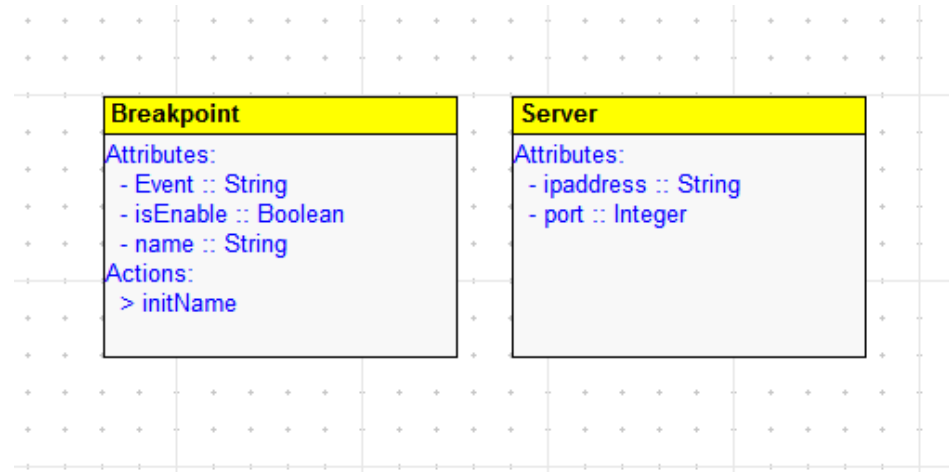 Breakpoint
Attributes:
- Event :: String
- isEnable :: Boolean
- name :: String
Actions:
> initName
Server
Attributes:
- ipaddress :: String
- port :: Integer